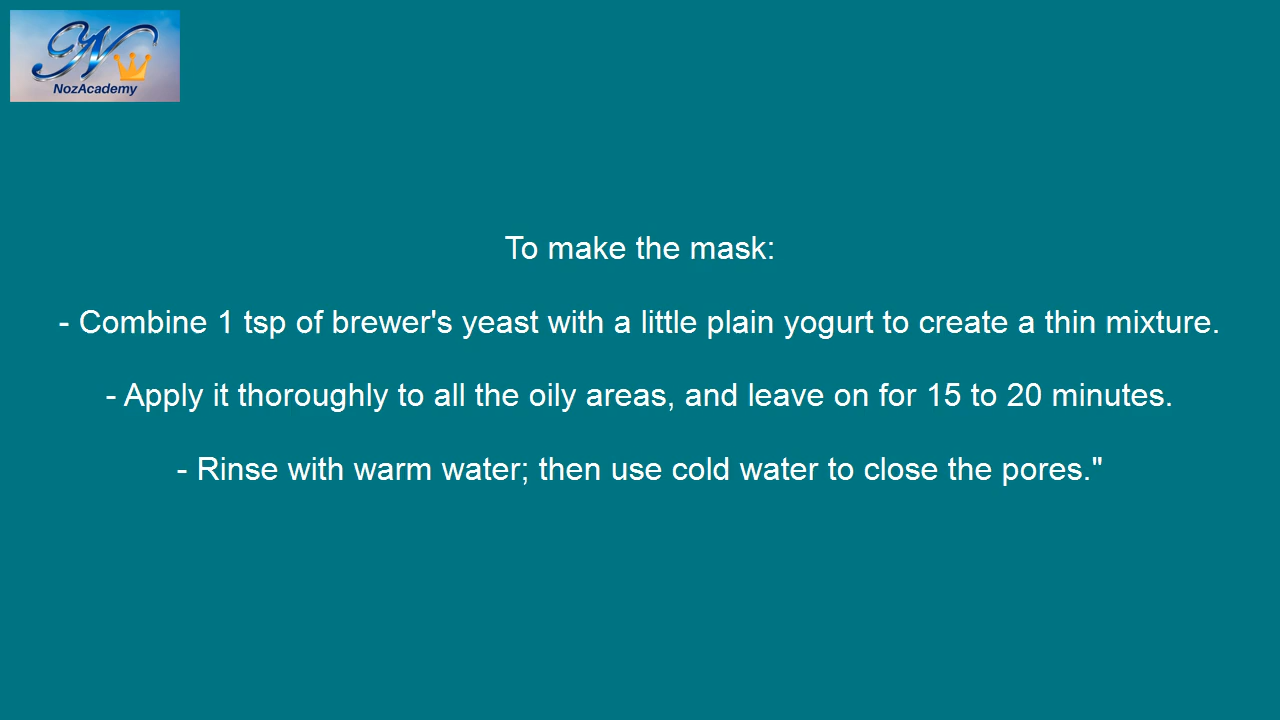 N
NozAcademy
To make the mask:
- Combine 1 tsp of brewer's yeast with a little plain yogurt to create a thin mixture.
- Apply it thoroughly to all the oily areas, and leave on for 15 to 20 minutes.
- Rinse with warm water; then use cold water to close the pores."